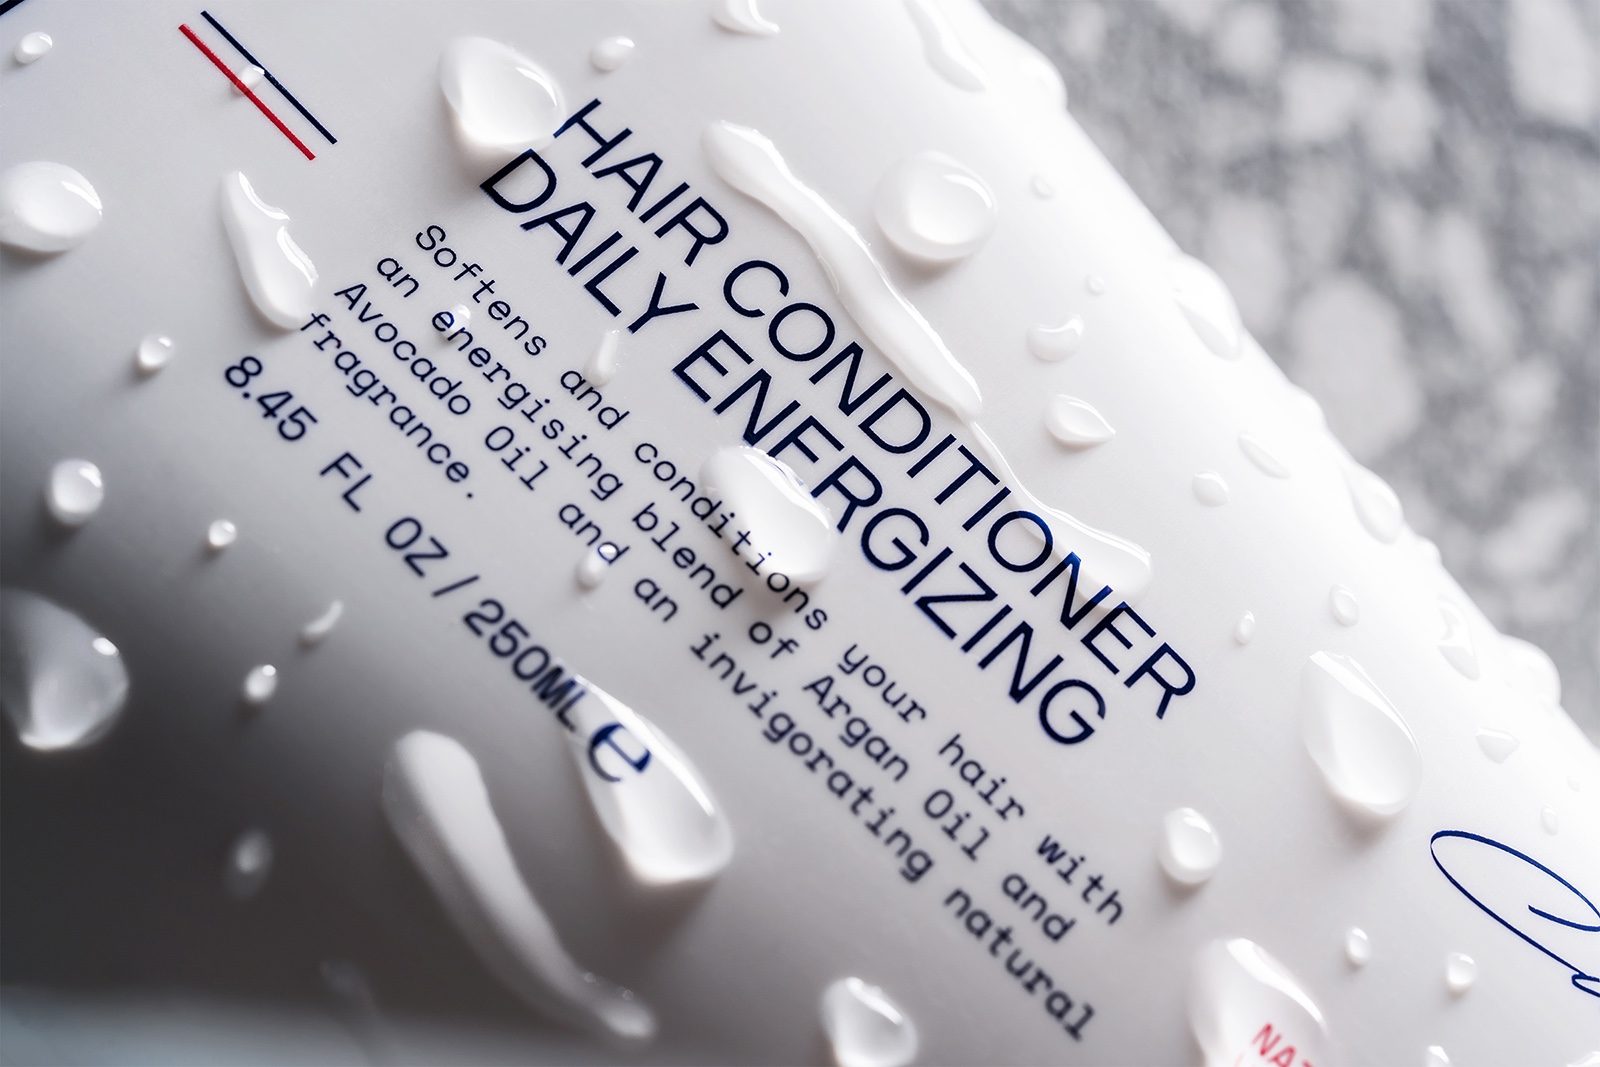 HAIR CONDITIONER
DAILY ENERGIZING
Softens and conditions your hair with
an energising blend of Argan Oil and
Avocado Oil and an invigorating natural
fragrance.
8.45 FL OZ / 250ML e